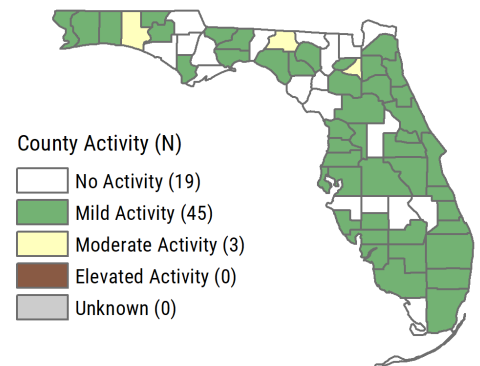 County Activity (N)
No Activity (19)
Mild Activity (45)
Moderate Activity (3)
Elevated Activity (0)
Unknown (0)